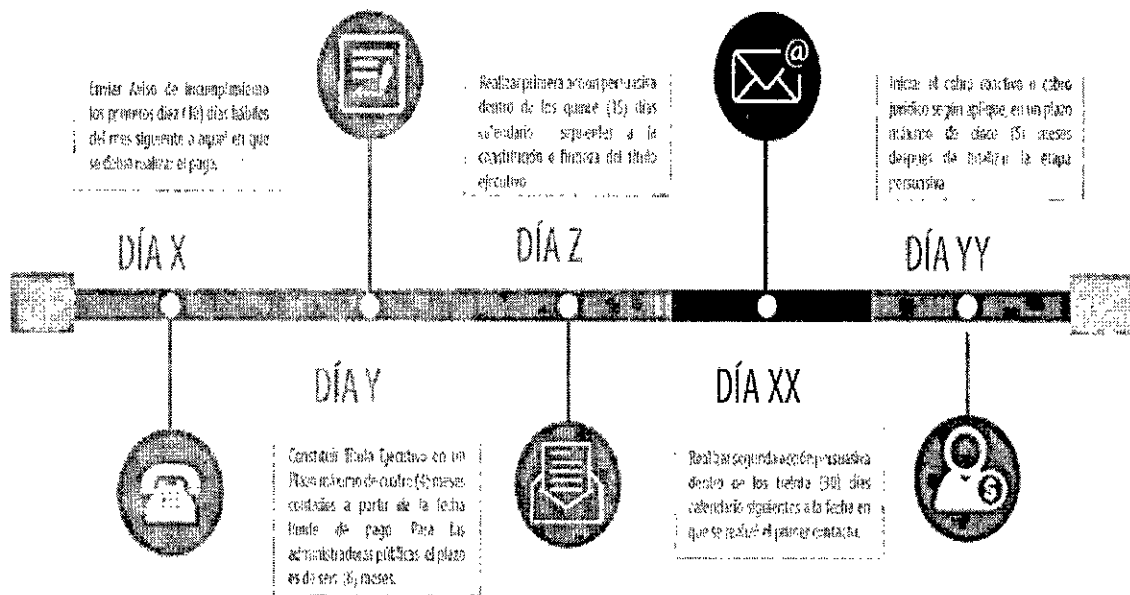 Enviar Aviso de incumplimiento
los primeros diez (10) días hábiles
del mes siguiente a aquel en que
se debía realizar el pago.
DÍA X
DÍA Y
Constituir Título Ejecutivo en un
Plazo máximo de cuatro (4) meses
contados a partir de la fecha
límite de pago. Para las
administradoras públicas el plazo
es de seis (6) meses.
Realizar primera acción persuasiva
dentro de los quince (15) días
calendario siguientes a la
constitución o firmeza del título
ejecutivo
DÍA Z
@
DÍA XX
Realizar segunda acción persuasiva
dentro de los treinta (30) días
calendario siguientes a la fecha en
que se realizó el primer contacto.
Iniciar el cobro coactivo o cobro
jurídico según aplique, en un plazo
máximo de cinco (5) meses
después de finalizar la etapa
persuasiva
DÍA YY
$